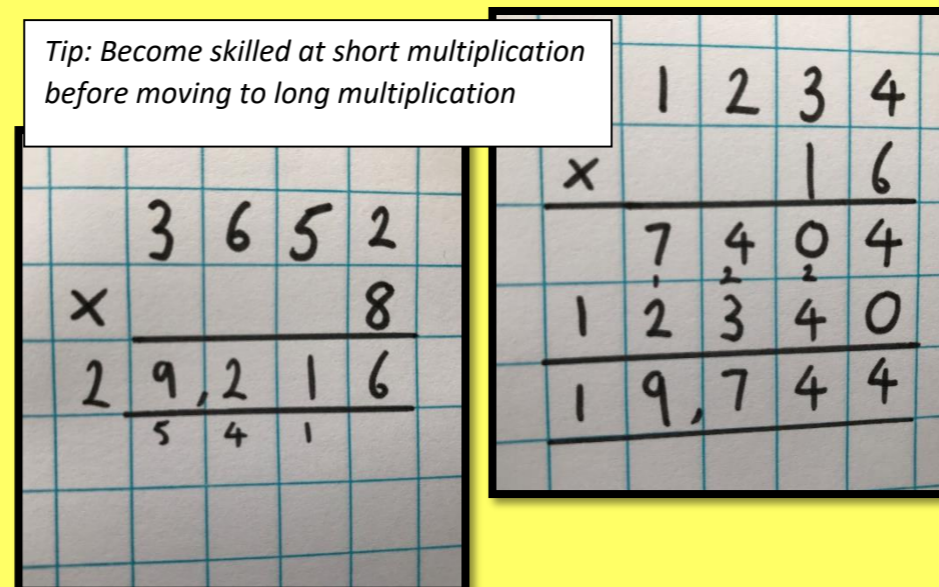 Tip: Become skilled at short multiplication
before moving to long multiplication
3 6 5 2
× 8
2 9,2 1 6
5 4 1
1 2 3 4
× 1 6
7 4 0 4
1 2 2
1 2 3 4 0
1 9,7 4 4